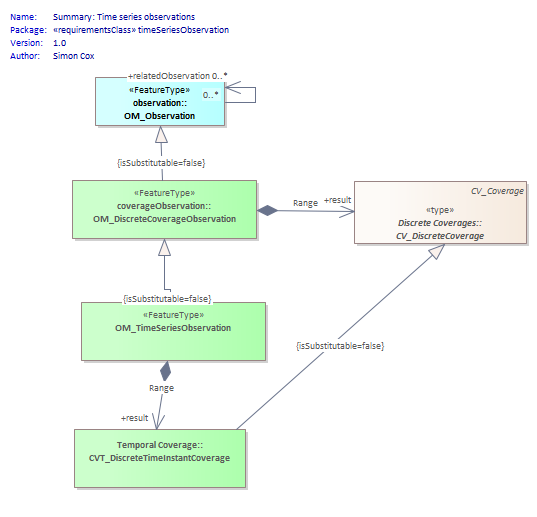 Name: Summary: Time series observations
Package: «requirementsClass» timeSeriesObservation
Version: 1.0
Author: Simon Cox
+relatedObservation 0..*
0..*
«FeatureType»
observation::
OM_Observation
{isSubstitutable=false}
«FeatureType»
coverageObservation::
OM_DiscreteCoverageObservation
Range +result
CV_Coverage
«type»
Discrete Coverages::
CV_DiscreteCoverage
{isSubstitutable=false}
«FeatureType»
OM_TimeSeriesObservation
{isSubstitutable=false}
Range
+result
Temporal Coverage::
CVT_DiscreteTimeInstantCoverage